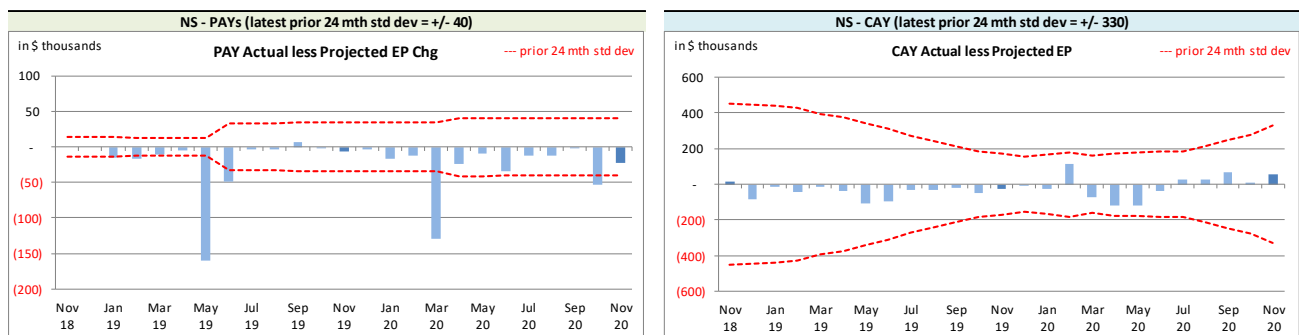 NS - PAYs (latest prior 24 mth std dev = +/- 40)
in $ thousands
PAY Actual less Projected EP Chg
--- prior 24 mth std dev
100
50
-
(50)
(100)
(150)
(200)
Nov Jan Mar May Jul Sep Nov Jan Mar May Jul Sep Nov
18 19 19 19 19 19 19 20 20 20 20 20 20
NS - CAY (latest prior 24 mth std dev = +/- 330)
in $ thousands
CAY Actual less Projected EP
--- prior 24 mth std dev
600
400
200
-
(200)
(400)
(600)
Nov Jan Mar May Jul Sep Nov Jan Mar May Jul Sep Nov
18 19 19 19 19 19 19 20 20 20 20 20 20